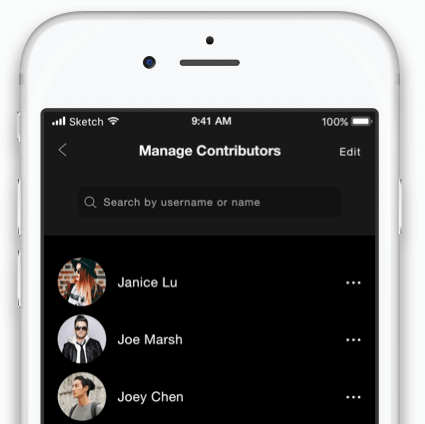 Sketch 9:41 AM 100%
Manage Contributors Edit
Search by username or name
Janice Lu
Joe Marsh
Joey Chen